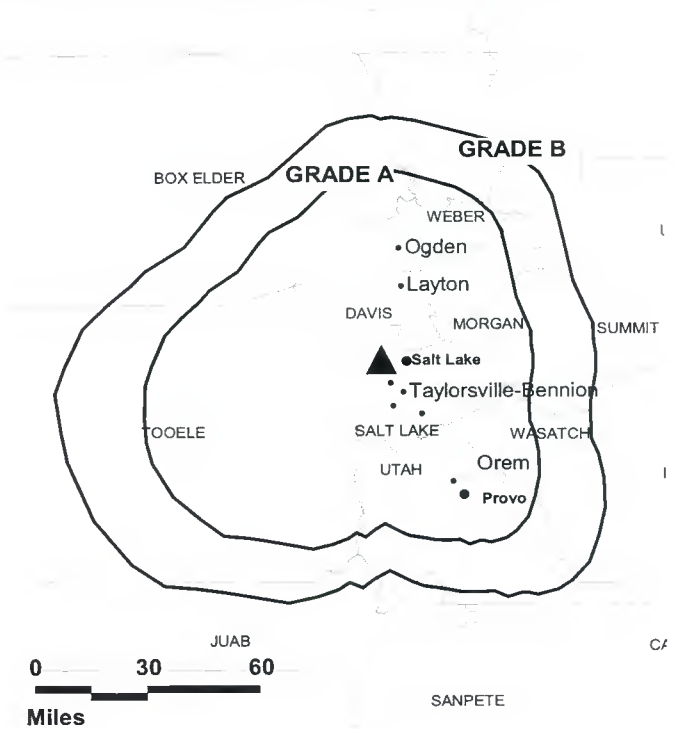 GRADE B
GRADE A
BOX ELDER
WEBER
Ogden
Layton
DAVIS
MORGAN
SUMMIT
Salt Lake
Taylorsville-Bennion
TOOELE
SALT LAKE
WASATCH
Orem
UTAH
Provo
JUAB
0 30 60
Miles
SANPETE